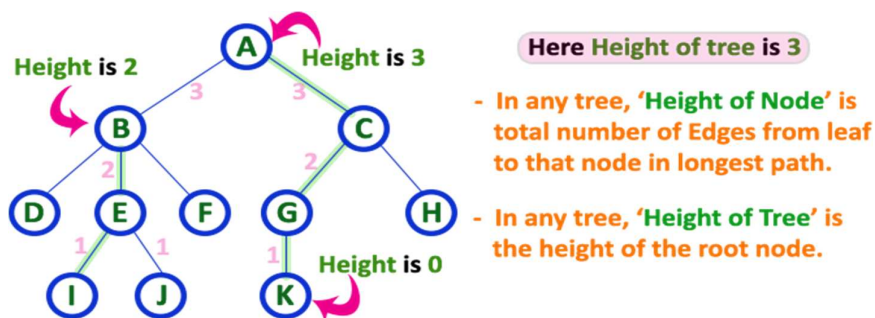 A
Height is 2
Height is 3
3
3
B
C
2
2
D
E
F
G
H
1
1
1
Height is 0
I
J
K
Here Height of tree is 3
- In any tree, ‘Height of Node’ is
total number of Edges from leaf
to that node in longest path.
- In any tree, ‘Height of Tree’ is
the height of the root node.